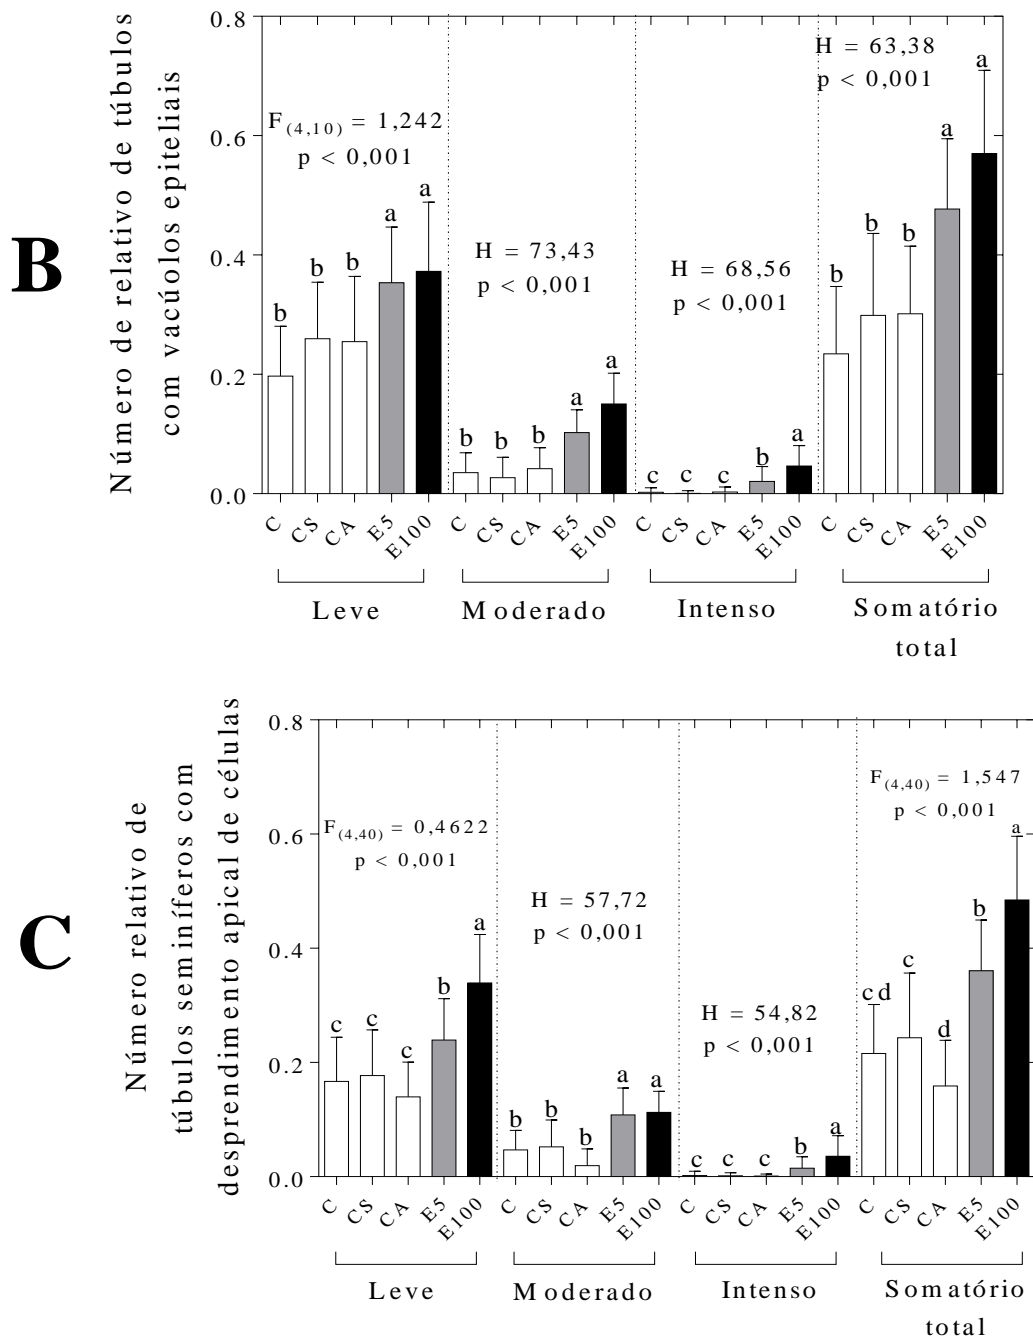 B
Número de relativo de túbulos
com vacúolos epiteliais
0.8
0.6
0.4
0.2
0.0
F(4,10) = 1,242
p < 0,001
b b b a a
H = 73,43
p < 0,001
b b b a a
H = 68,56
p < 0,001
c c c b a
H = 63,38
p < 0,001
b b b a a
C CS CA E5 E100
C CS CA E5 E100
C CS CA E5 E100
C CS CA E5 E100
Leve
Moderado
Intenso
Somatório
total
C
Número relativo de
túbulos seminíferos com
desprendimento apical de células
0.8
0.6
0.4
0.2
0.0
F(4,40) = 0,4622
p < 0,001
c c c b a
H = 57,72
p < 0,001
b b b a a
H = 54,82
p < 0,001
c c c b a
F(4,40) = 1,547
p < 0,001
cd c d b a
C CS CA E5 E100
C CS CA E5 E100
C CS CA E5 E100
C CS CA E5 E100
Leve
Moderado
Intenso
Somatório
total